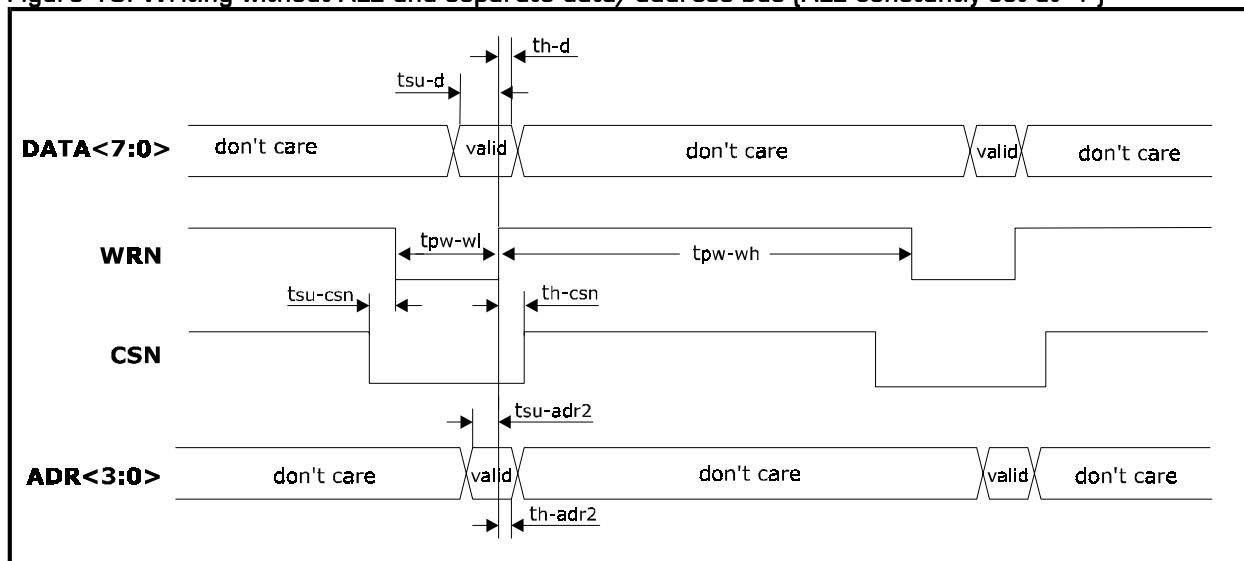 th-d
tsu-d
DATA<7:0> don't care valid don't care valid don't care
WRN tpw-wl tpw-wh
tsu-csn th-csn
CSN
tsu-adr2
ADR<3:0> don't care valid don't care valid don't care
th-adr2